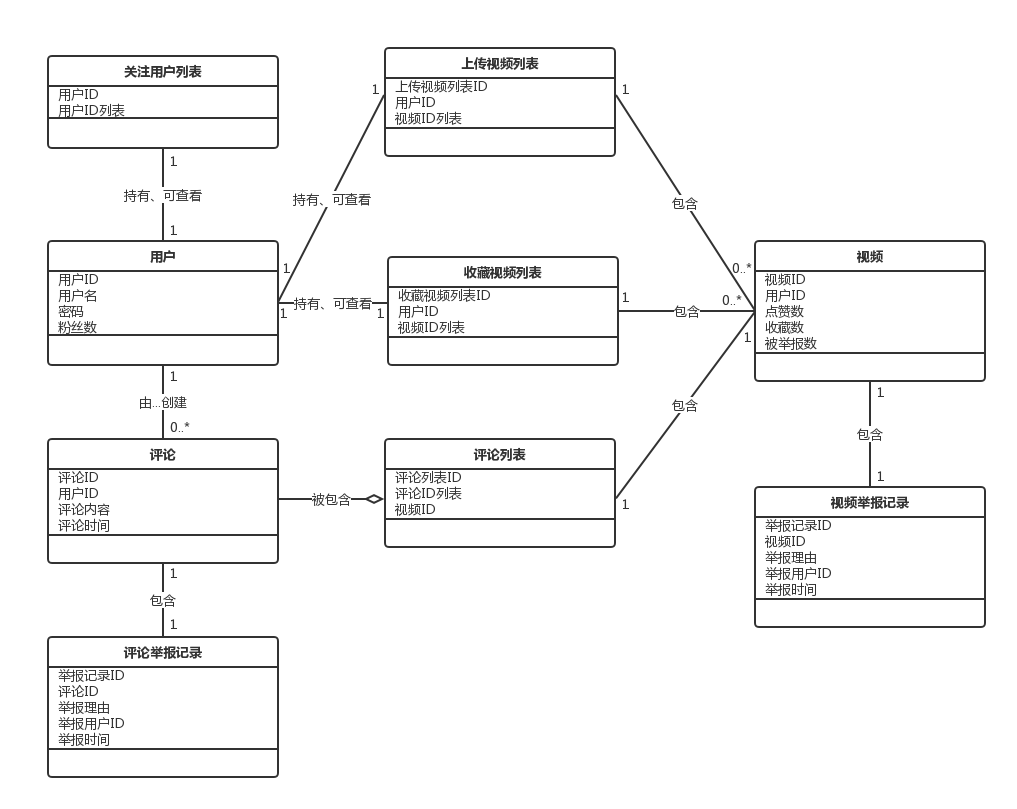 关注用户列表
用户ID
用户ID列表
1
持有、可查看
1
用户
用户ID
用户名
密码
粉丝数
1
由...创建
0..*
评论
评论ID
用户ID
评论内容
评论时间
1
包含
1
评论举报记录
举报记录ID
评论ID
举报理由
举报用户ID
举报时间
上传视频列表
上传视频列表ID
用户ID
视频ID列表
1
1
持有、可查看
1
包含
0..*
收藏视频列表
收藏视频列表ID
用户ID
视频ID列表
1
持有、可查看
1
1
包含
0..*
评论列表
评论列表ID
评论ID列表
视频ID
被包含
1
包含
1
视频
视频ID
用户ID
点赞数
收藏数
被举报数
1
包含
1
视频举报记录
举报记录ID
视频ID
举报理由
举报用户ID
举报时间